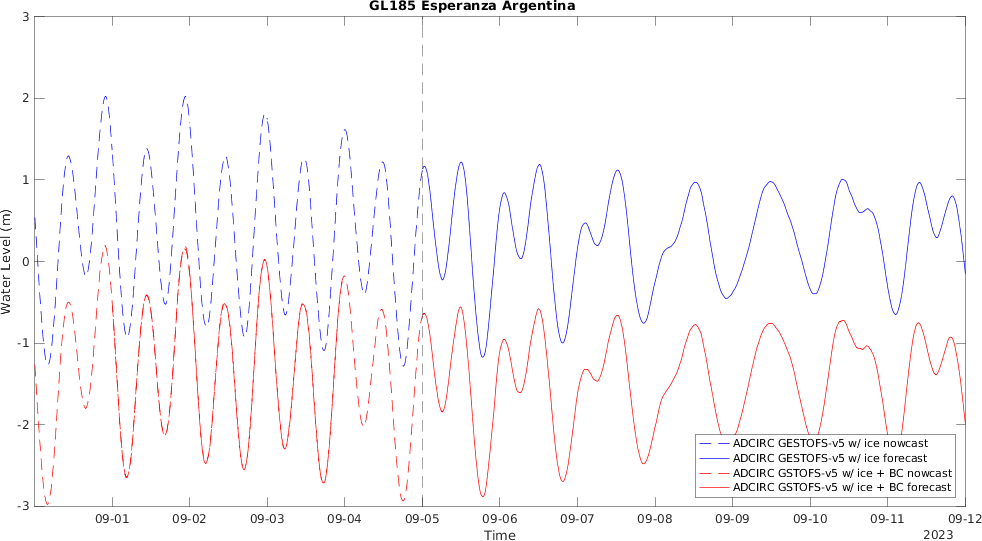 GL185 Esperanza Argentina
3
2
1
0
-1
-2
-3
Water Level (m)
ADCIRC GESTOFS-v5 w/ ice nowcast
ADCIRC GESTOFS-v5 w/ ice forecast
ADCIRC GSTOFS-v5 w/ ice + BC nowcast
ADCIRC GSTOFS-v5 w/ ice + BC forecast
09-01 09-02 09-03 09-04 09-05 09-06 09-07 09-08 09-09 09-10 09-11 09-12
Time
2023